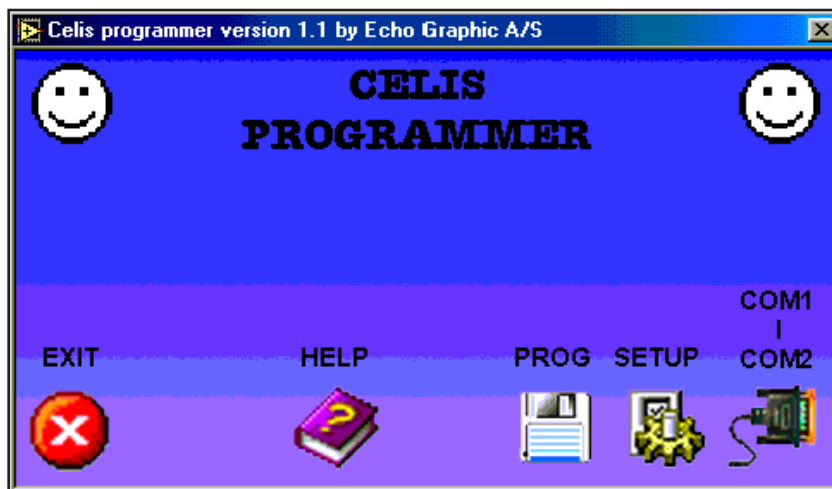 Celis programmer version 1.1 by Echo Graphic A/S
CELIS
PROGRAMMER
COM1
|
COM2
EXIT
HELP
PROG
SETUP
?